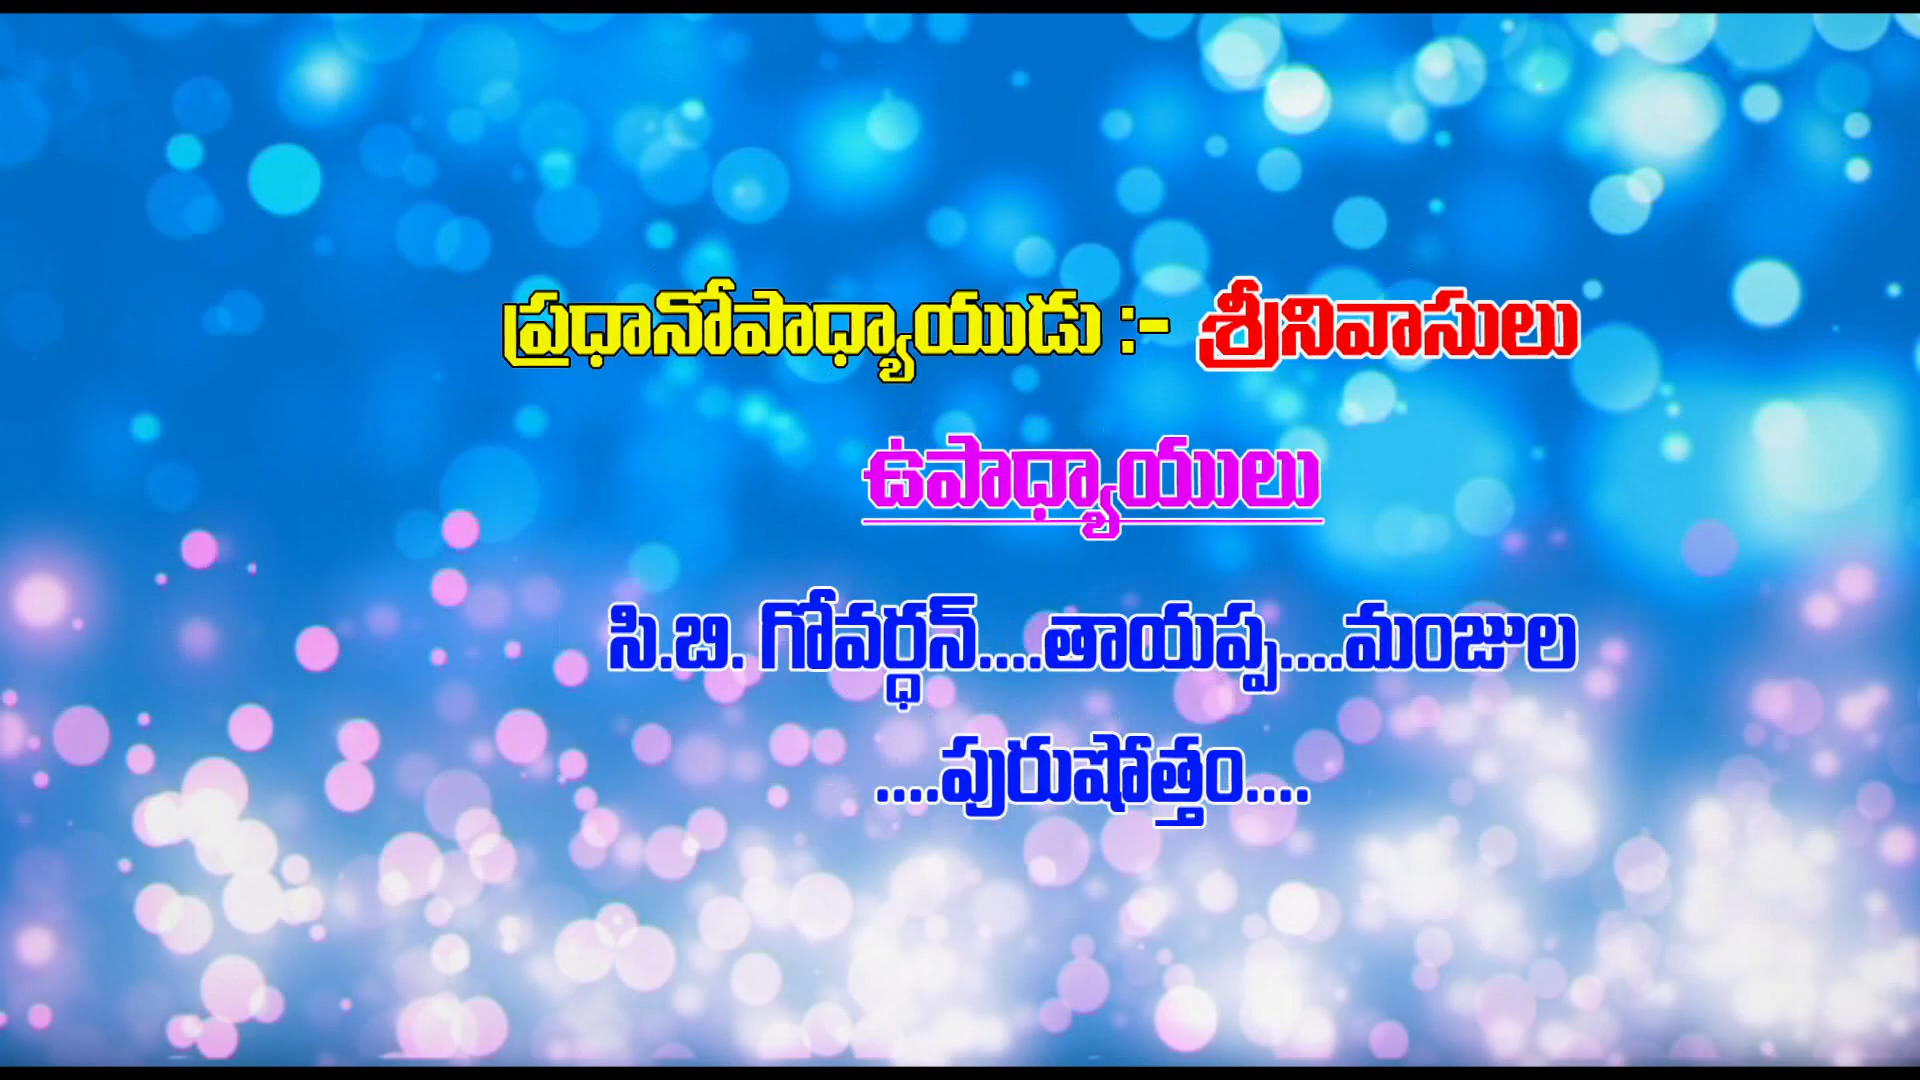 ప్రధానోపాధ్యాయుడు :- శ్రీనివాసులు
ఉపాధ్యాయులు
సి.బి. గోవర్ధన్....తాయప్ప....మంజుల
....పురుషోత్తం....